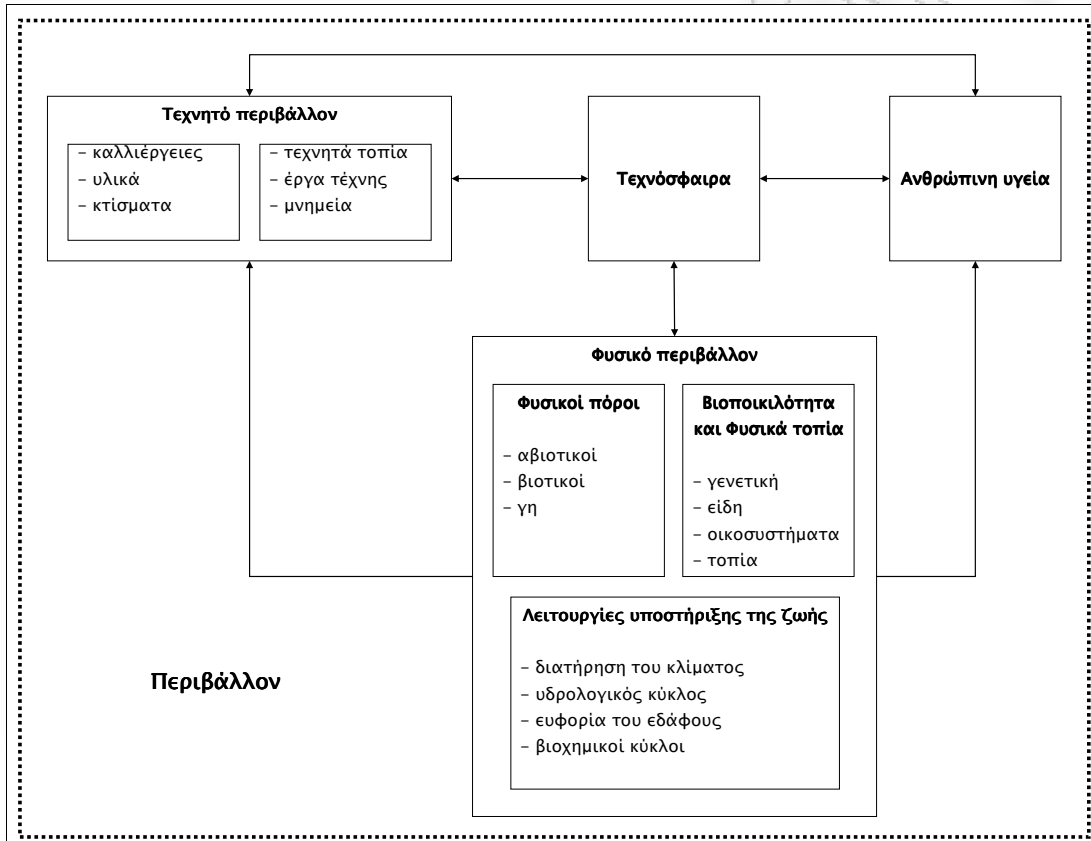 Τεχνητό περιβάλλον
– καλλιέργειες
– υλικά
– κτίσματα
– τεχνητά τοπία
– έργα τέχνης
– μνημεία
Τεχνόσφαιρα
Ανθρώπινη υγεία
Φυσικό περιβάλλον
Φυσικοί πόροι
– αβιοτικοί
– βιοτικοί
– γη
Βιοποικιλότητα
και Φυσικά τοπία
– γενετική
– είδη
– οικοσυστήματα
– τοπία
Λειτουργίες υποστήριξης της ζωής
– διατήρηση του κλίματος
– υδρολογικός κύκλος
– ευφορία του εδάφους
– βιοχημικοί κύκλοι
Περιβάλλον